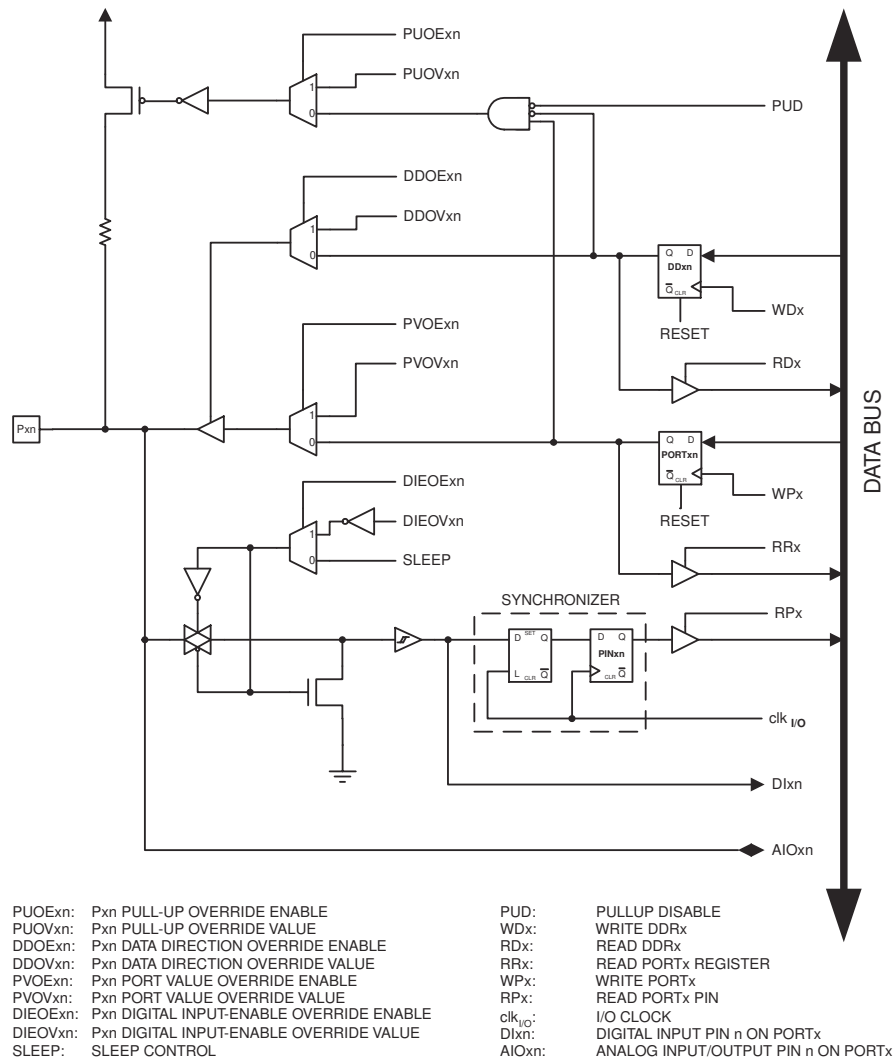 PUOExn
PUOVxn
1
0
PUD
DDOExn
DDOVxn
1
0
Q D
DDxn
Q CLR
WDx
RESET
PVOExn
RDx
PVOVxn
Pxn
1
0
DATA BUS
Q D
PORTxn
Q CLR
DIEOExn
WPx
DIEOVxn
RESET
1
0
SLEEP
RRx
SYNCHRONIZER
RPx
D SET Q
D Q
PINxn
L CLR Q
CLR Q
clk I/O
DIxn
AIOxn
PUOExn: Pxn PULL-UP OVERRIDE ENABLE
PUOVxn: Pxn PULL-UP OVERRIDE VALUE
DDOExn: Pxn DATA DIRECTION OVERRIDE ENABLE
DDOVxn: Pxn DATA DIRECTION OVERRIDE VALUE
PVOExn: Pxn PORT VALUE OVERRIDE ENABLE
PVOVxn: Pxn PORT VALUE OVERRIDE VALUE
DIEOExn: Pxn DIGITAL INPUT-ENABLE OVERRIDE ENABLE
DIEOVxn: Pxn DIGITAL INPUT-ENABLE OVERRIDE VALUE
SLEEP: SLEEP CONTROL
PUD: PULLUP DISABLE
WDx: WRITE DDRx
RDx: READ DDRx
RRx: READ PORTx REGISTER
WPx: WRITE PORTx
RPx: READ PORTx PIN
clk I/O: I/O CLOCK
DIxn: DIGITAL INPUT PIN n ON PORTx
AIOxn: ANALOG INPUT/OUTPUT PIN n ON PORTx